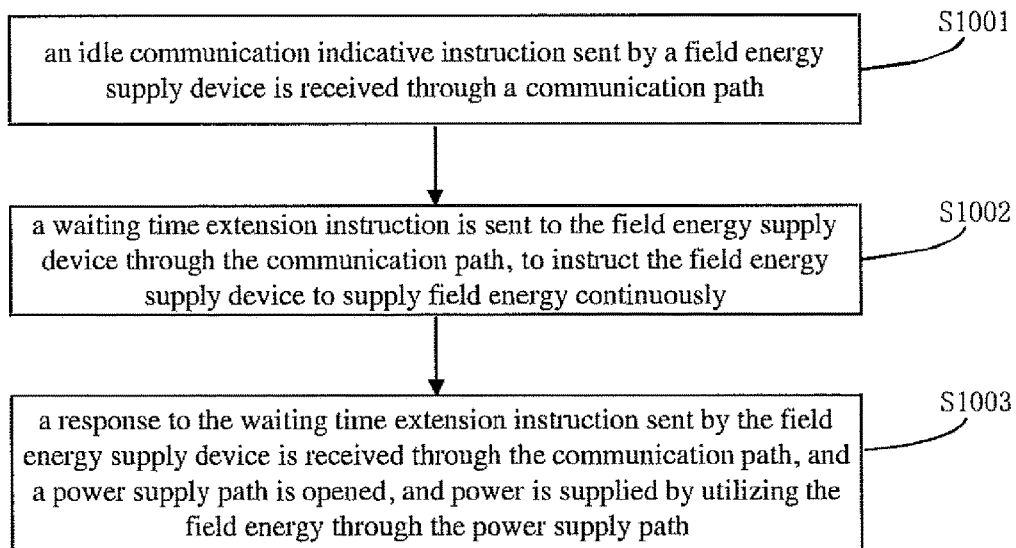 S1001
an idle communication indicative instruction sent by a field energy
supply device is received through a communication path
S1002
a waiting time extension instruction is sent to the field energy supply
device through the communication path, to instruct the field energy
supply device to supply field energy continuously
S1003
a response to the waiting time extension instruction sent by the field
energy supply device is received through the communication path, and
a power supply path is opened, and power is supplied by utilizing the
field energy through the power supply path